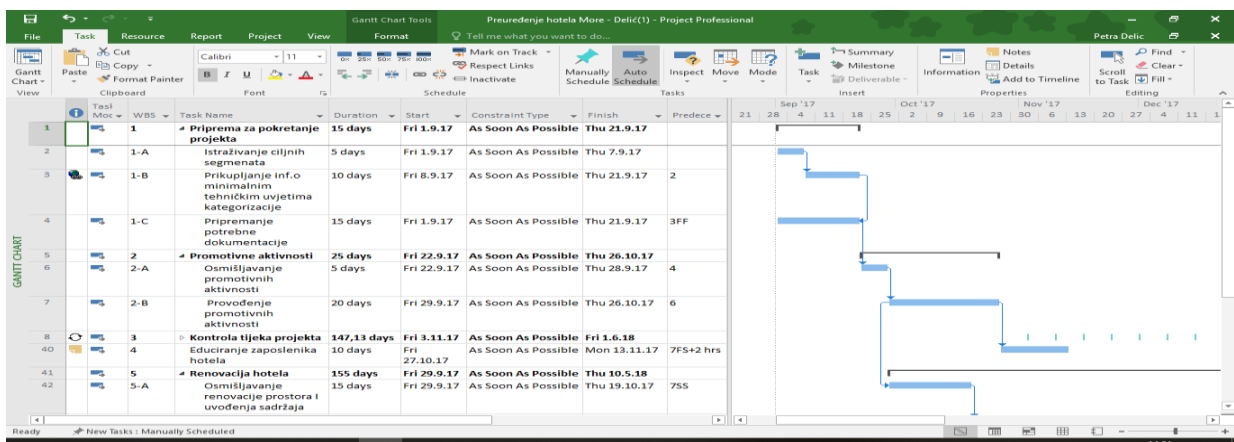 Gantt Chart Tools
Preuređenje hotela More - Delić(1) - Project Professional
File Task Resource Report Project View Format Tell me what you want to do... Petra Delic
Gantt Chart
View
Paste
Cut
Copy
Format Painter
Clipboard
Calibri 11
B I U A
Font
0% 25% 50% 75% 100%
Mark on Track
Respect Links
Inactivate
Schedule
Manually Schedule
Auto Schedule
Inspect Move Mode
Tasks
Task
Summary
Milestone
Deliverable
Insert
Information
Notes
Details
Add to Timeline
Properties
Scroll to Task
Find
Clear
Fill
Editing
WBS Task Name Duration Start Constraint Type Finish Predece
Sep '17 Oct '17 Nov '17 Dec '17
21 28 4 11 18 25 2 9 16 23 30 6 13 20 27 4 11
GANTT CHART
1 1 Priprema za pokretanje projekta 15 days Fri 1.9.17 As Soon As Possible Thu 21.9.17
2 1-A Istraživanje ciljnih segmenata 5 days Fri 1.9.17 As Soon As Possible Thu 7.9.17
3 1-B Prikupljanje inf.o minimalnim tehničkim uvjetima kategorizacije 10 days Fri 8.9.17 As Soon As Possible Thu 21.9.17 2
4 1-C Pripremanje potrebne dokumentacije 15 days Fri 1.9.17 As Soon As Possible Thu 21.9.17 3FF
5 2 Promotivne aktivnosti 25 days Fri 22.9.17 As Soon As Possible Thu 26.10.17
6 2-A Osmišljavanje promotivnih aktivnosti 5 days Fri 22.9.17 As Soon As Possible Thu 28.9.17 4
7 2-B Provođenje promotivnih aktivnosti 20 days Fri 29.9.17 As Soon As Possible Thu 26.10.17 6
8 3 Kontrola tijeka projekta 147,13 days Fri 3.11.17 As Soon As Possible Fri 1.6.18
40 4 Educiranje zaposlenika hotela 10 days Fri 27.10.17 As Soon As Possible Mon 13.11.17 7FS+2 hrs
41 5 Renovacija hotela 155 days Fri 29.9.17 As Soon As Possible Thu 10.5.18
42 5-A Osmišljavanje renovacije prostora I uvođenja sadržaja 15 days Fri 29.9.17 As Soon As Possible Thu 19.10.17 7SS
Ready New Tasks : Manually Scheduled